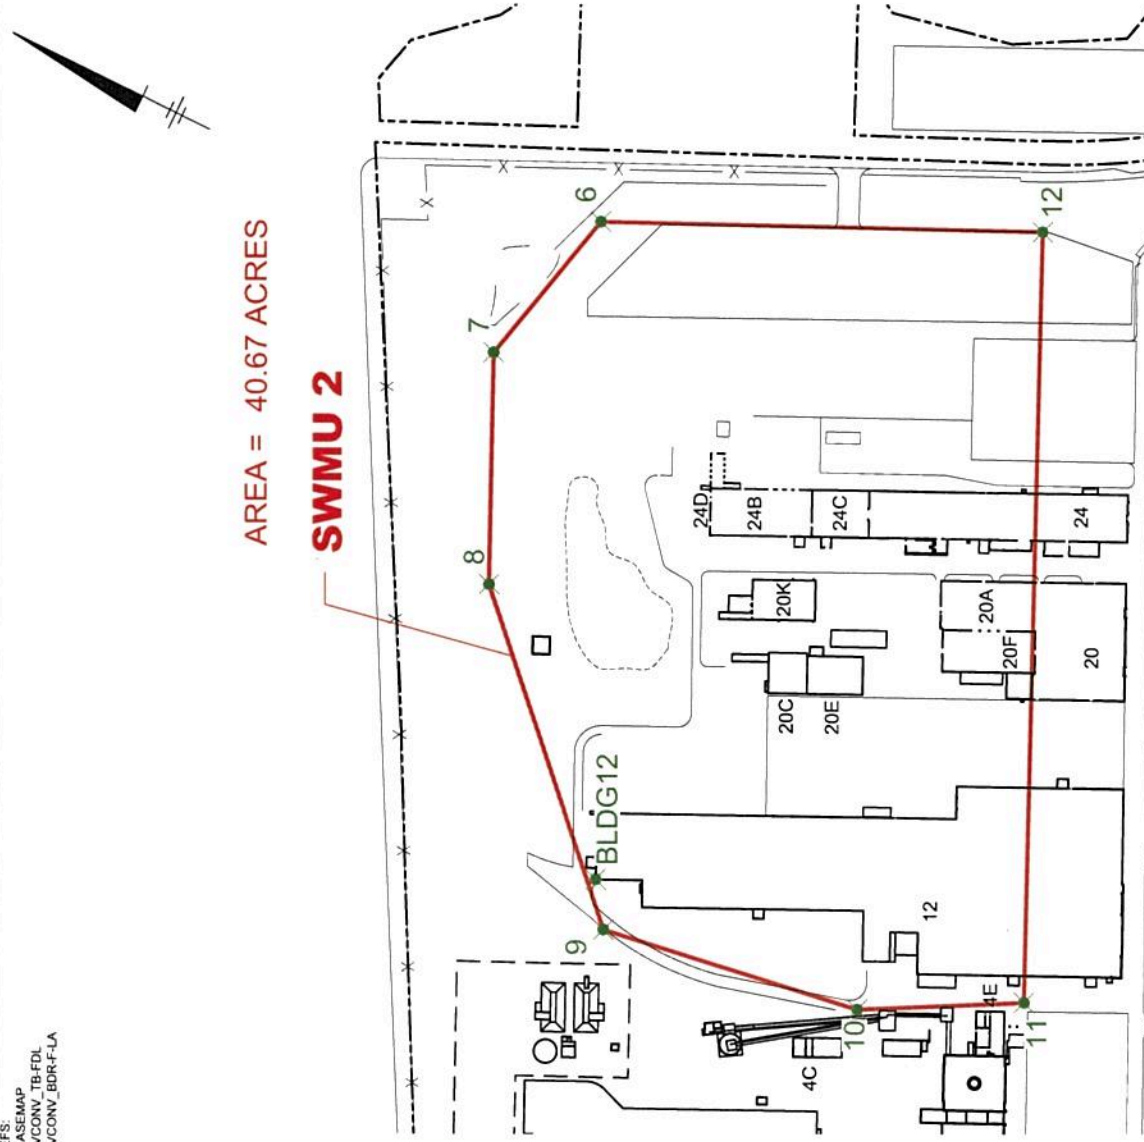 AREA = 40.67 ACRES
SWMU 2
6
7
8
9
10
11
12
BLDG12
24D
24B
24C
24
20K
20A
20F
20
20C
20E
12
4E
4C
ASEMAP
VCONV_TB-FDL
VCONV_BDR-F-LA